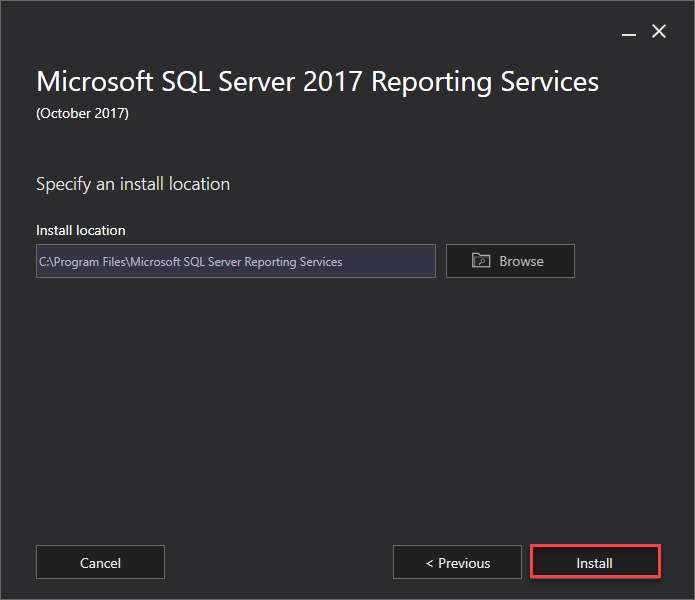 Microsoft SQL Server 2017 Reporting Services
(October 2017)
Specify an install location
Install location
C:\Program Files\Microsoft SQL Server Reporting Services
Browse
Cancel
< Previous
Install